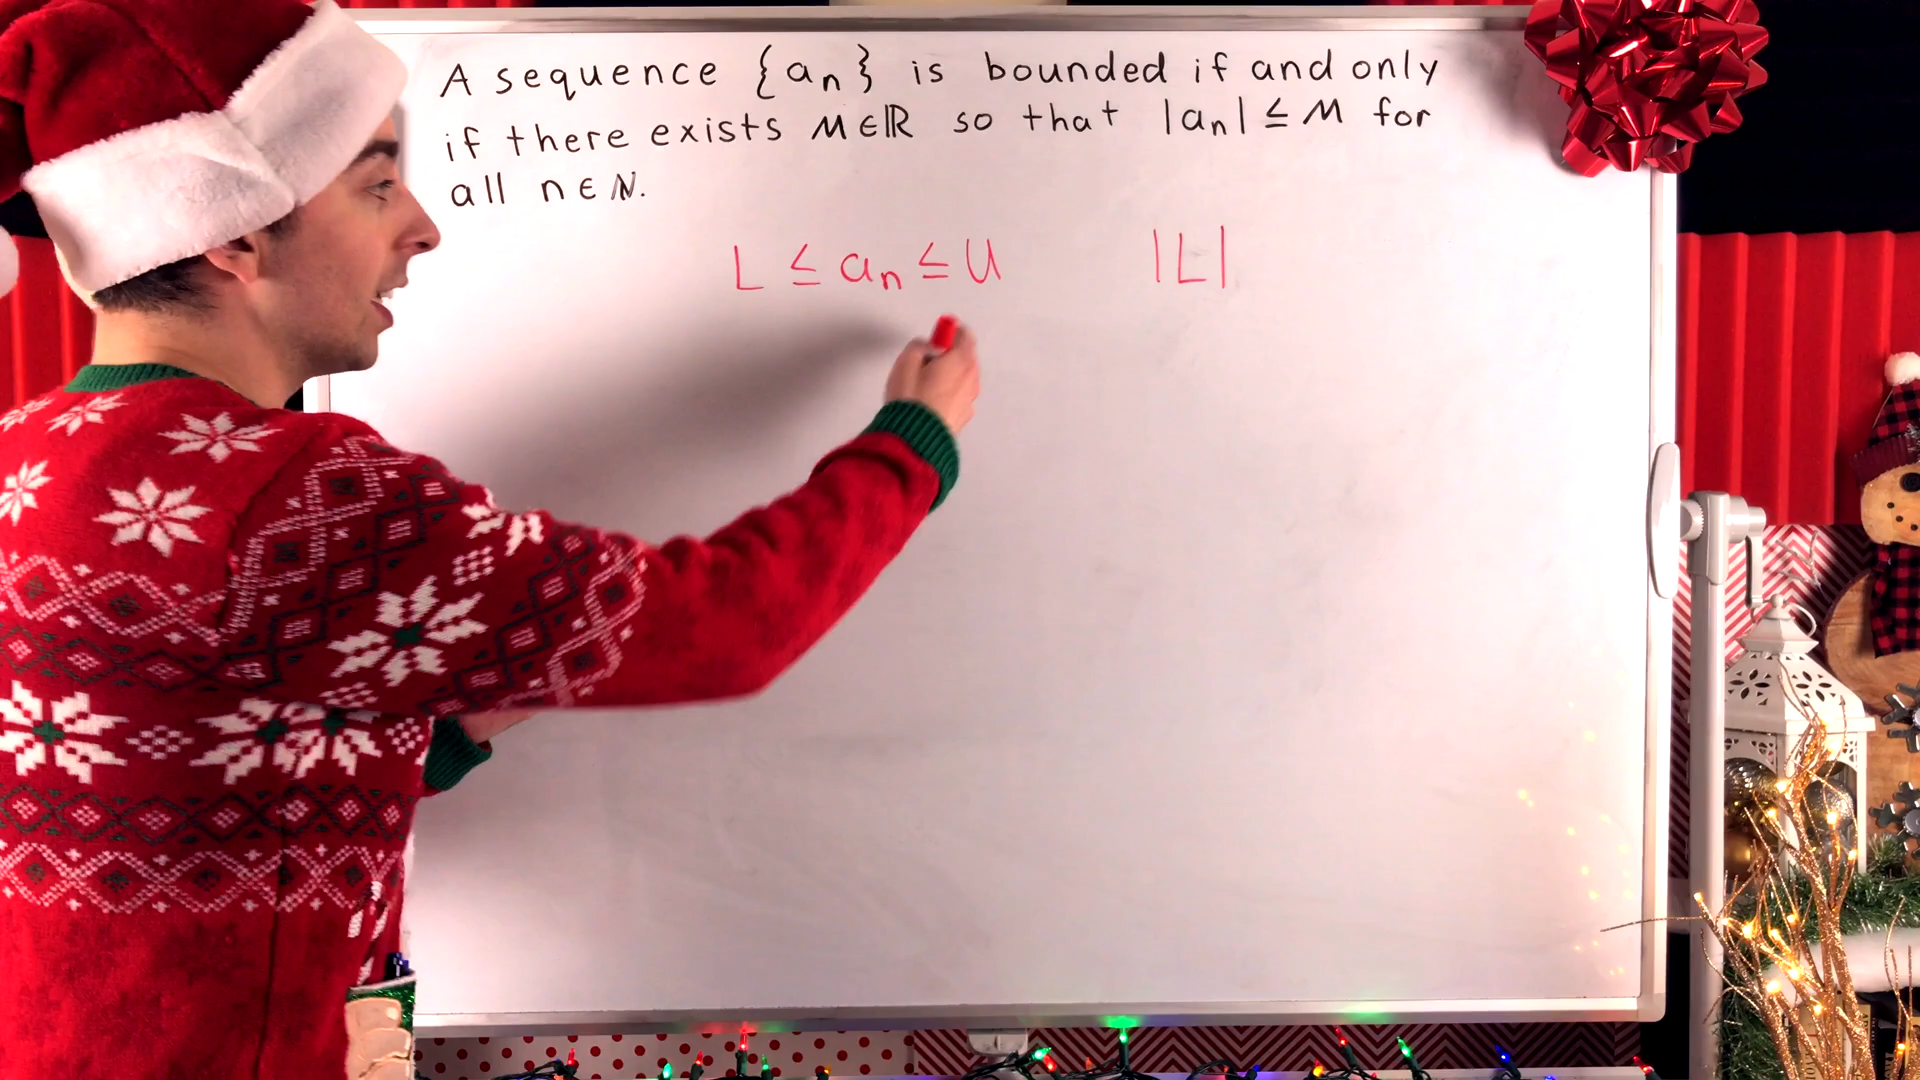 A sequence {aₙ} is bounded if and only
if there exists M∈ℝ so that |aₙ| ≤ M for
all n ∈ ℕ.
L ≤ aₙ ≤ U |L|